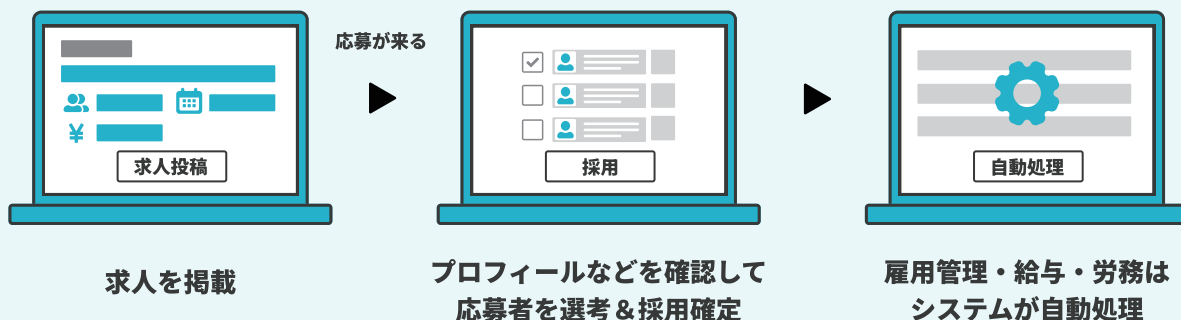 応募が来る
¥
求人投稿
採用
自動処理
求人を掲載
プロフィールなどを確認して
応募者を選考&採用確定
雇用管理・給与・労務は
システムが自動処理